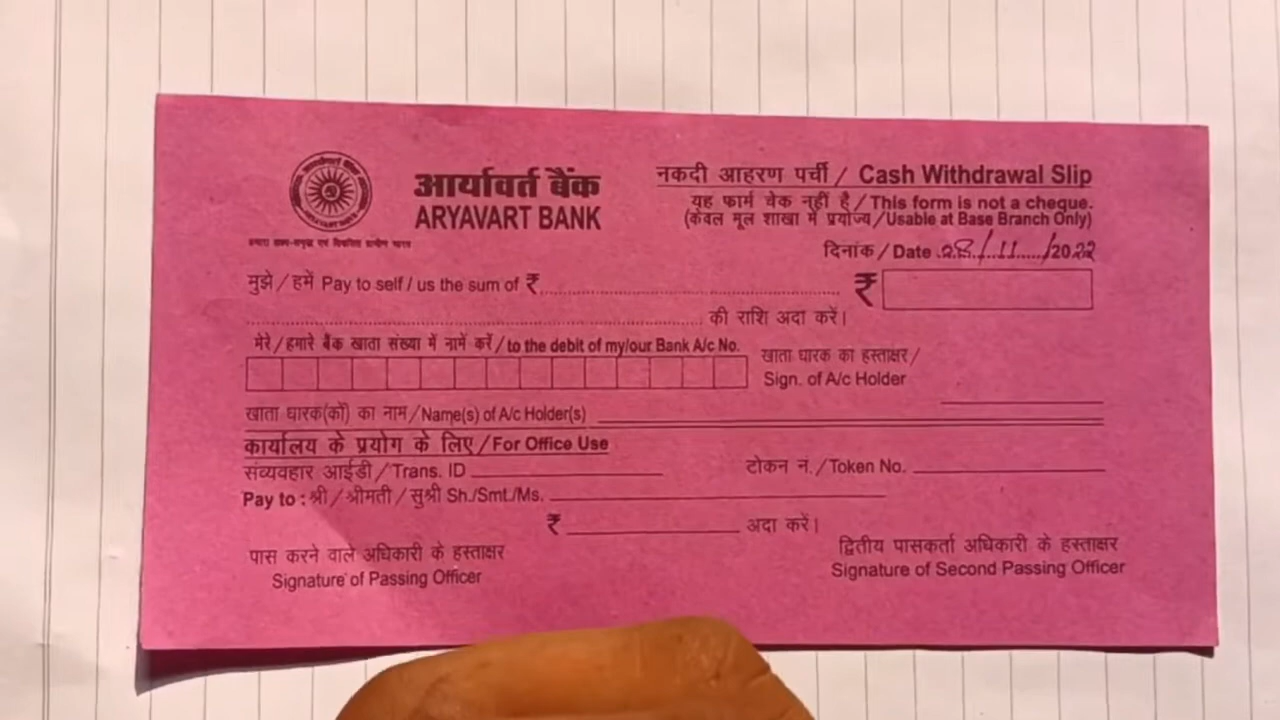 आर्यावर्त बैंक
ARYAVART BANK
नकदी आहरण पर्ची / Cash Withdrawal Slip
यह फार्म चेक नहीं है / This form is not a cheque.
(केवल मूल शाखा में प्रयोज्य/Usable at Base Branch Only)
दिनांक / Date 28/11/2022
मुझे / हमें Pay to self / us the sum of ₹ ₹
की राशि अदा करें।
मेरे/हमारे बैंक खाता संख्या में नामें करें/to the debit of my/our Bank A/c No.
खाता धारक का हस्ताक्षर/
Sign. of A/c Holder
खाता धारक(कों) का नाम/Name(s) of A/c Holder(s)
कार्यालय के प्रयोग के लिए/For Office Use
संव्यवहार आईडी/Trans. ID टोकन नं./Token No.
Pay to : श्री/श्रीमती/सुश्री Sh./Smt./Ms.
₹ अदा करें।
पास करने वाले अधिकारी के हस्ताक्षर
Signature of Passing Officer
द्वितीय पासकर्ता अधिकारी के हस्ताक्षर
Signature of Second Passing Officer